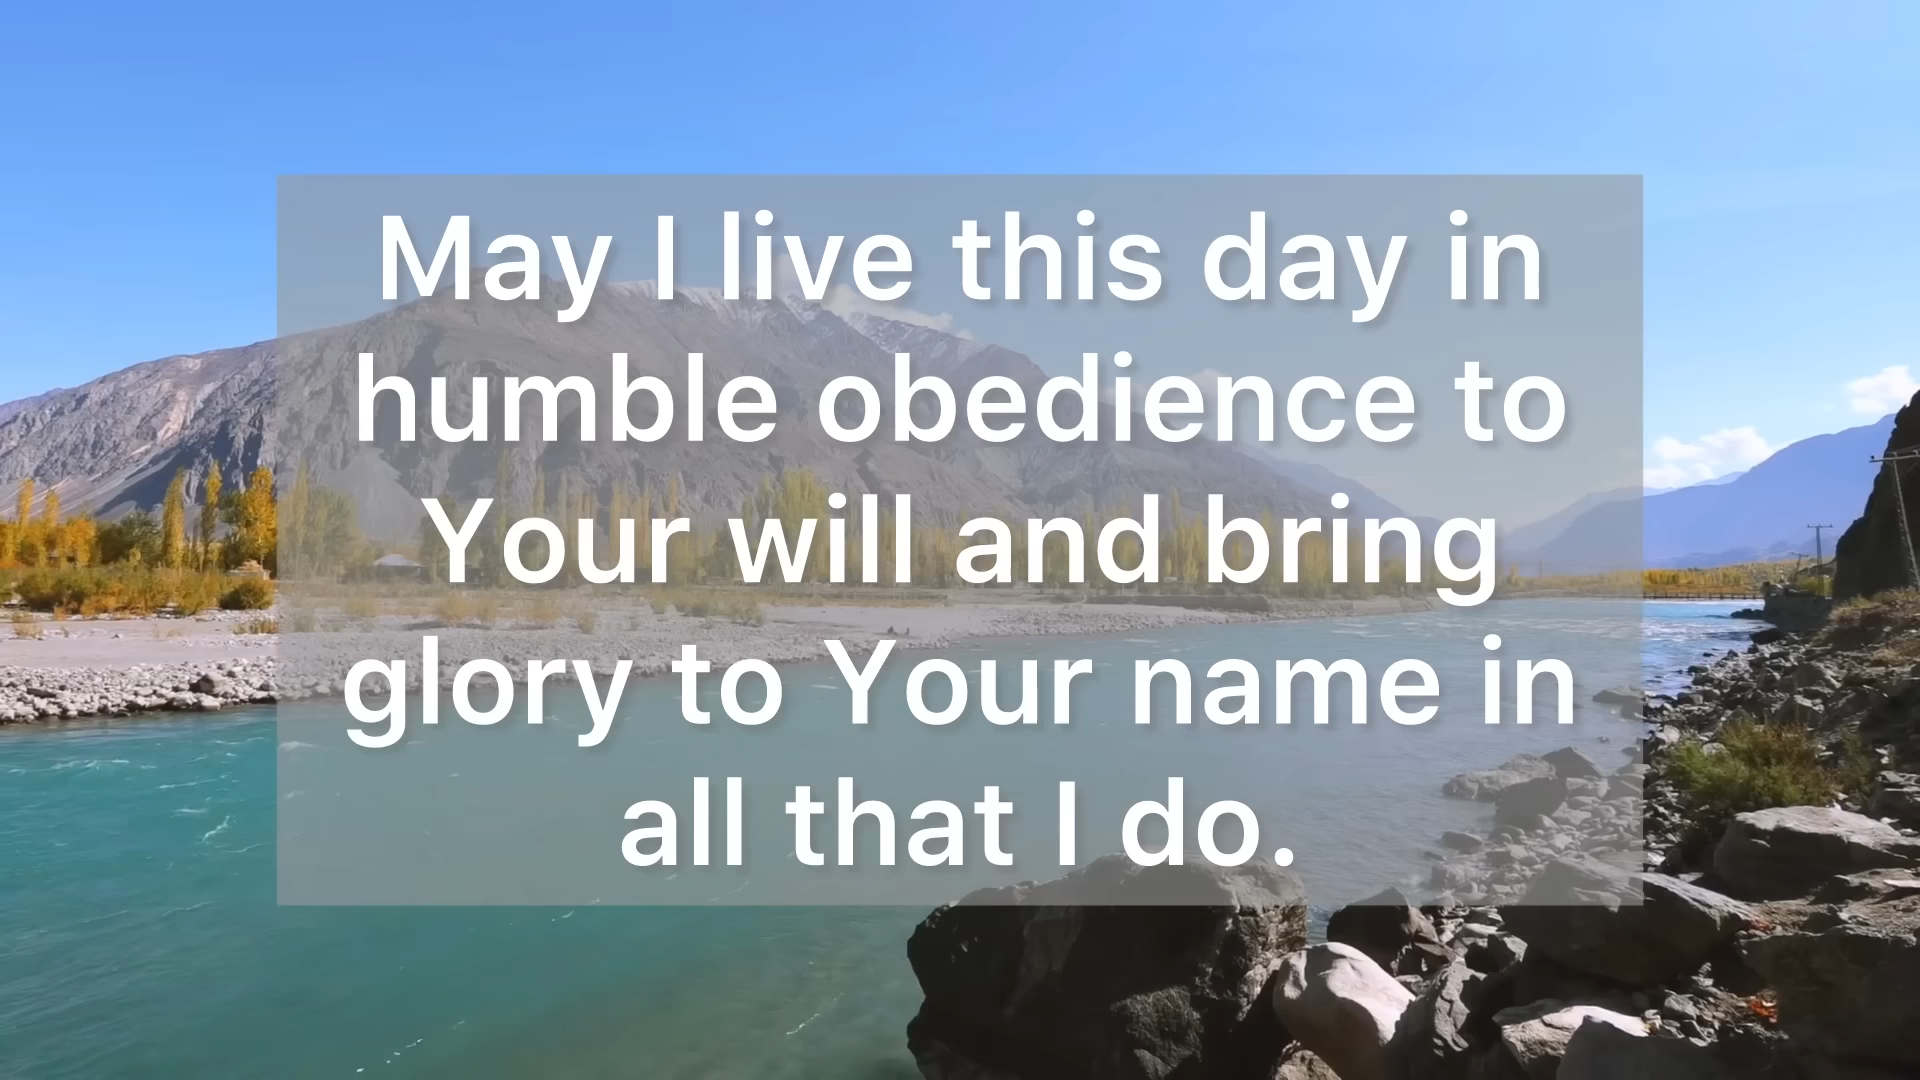 May I live this day in
humble obedience to
Your will and bring
glory to Your name in
all that I do.